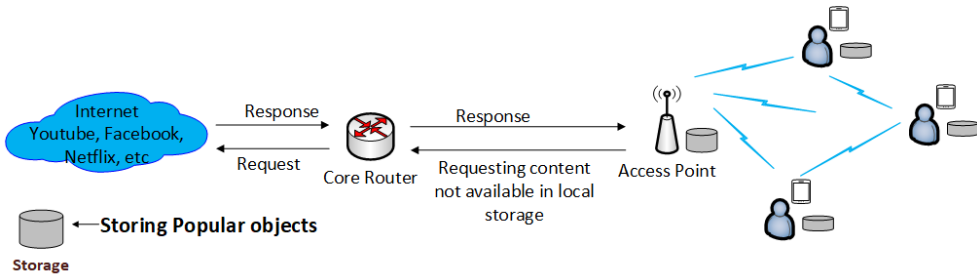 Internet
Youtube, Facebook,
Netflix, etc
Response
Request
Core Router
Response
Requesting content
not available in local
storage
Access Point
Storing Popular objects
Storage